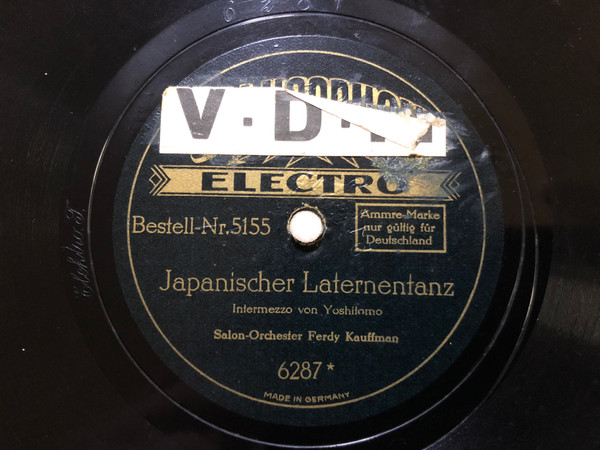 V·D·
ELECTRO
Bestell-Nr. 5155
Ammre-Marke
nur gültig für
Deutschland
Japanischer Laternentanz
Intermezzo von Yoshitomo
Salon-Orchester Ferdy Kauffman
6287*
MADE IN GERMANY